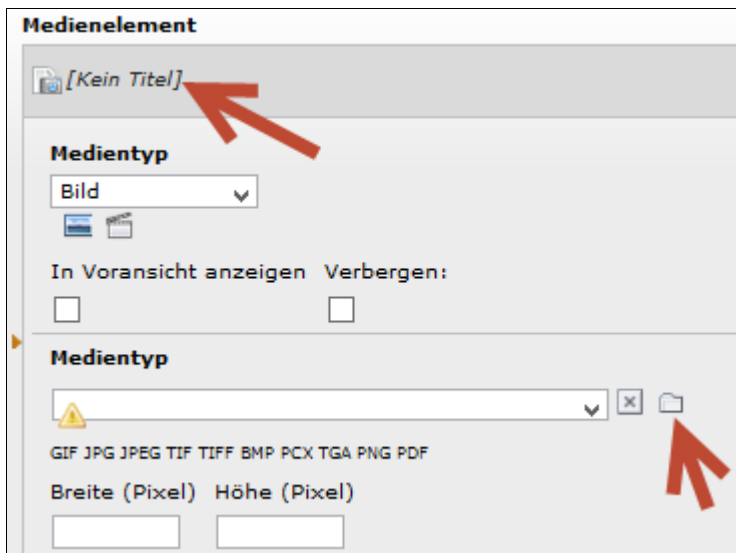 Medienelement
[Kein Titel]
Medientyp
Bild
In Voransicht anzeigen Verbergen:
Medientyp
GIF JPG JPEG TIF TIFF BMP PCX TGA PNG PDF
Breite (Pixel) Höhe (Pixel)